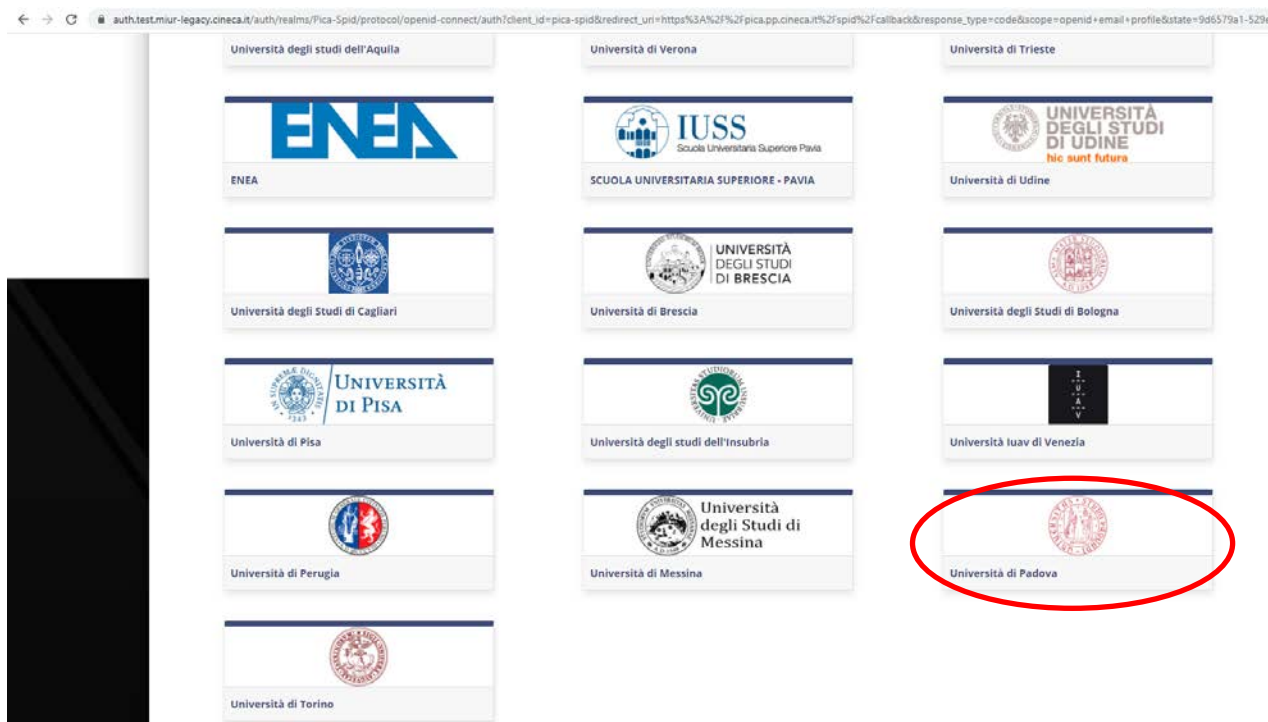 auth.test.miur-legacy.cineca.it/auth/realms/Pica-Spid/protocol/openid-connect/auth?client_id=pica-spid&redirect_uri=https%3A%2F%2Fpica.pp.cineca.it%2Fspid%2Fcallback&response_type=code&scope=openid+email+profile&state=9d6579a1-529e
Università degli studi dell'Aquila
Università di Verona
Università di Trieste
ENEA
IUSS
Scuola Universitaria Superiore Pavia
UNIVERSITÀ
DEGLI STUDI
DI UDINE
hic sunt futura
ENEA
SCUOLA UNIVERSITARIA SUPERIORE - PAVIA
Università di Udine
UNIVERSITÀ
DEGLI STUDI
DI BRESCIA
Università degli Studi di Cagliari
Università di Brescia
Università degli Studi di Bologna
UNIVERSITÀ
DI PISA
IN SUPREMÆ DIGNITATIS
1343
I
U
A
V
Università di Pisa
Università degli studi dell'Insubria
Università Iuav di Venezia
Università
degli Studi di
Messina
Università di Perugia
Università di Messina
Università di Padova
Università di Torino